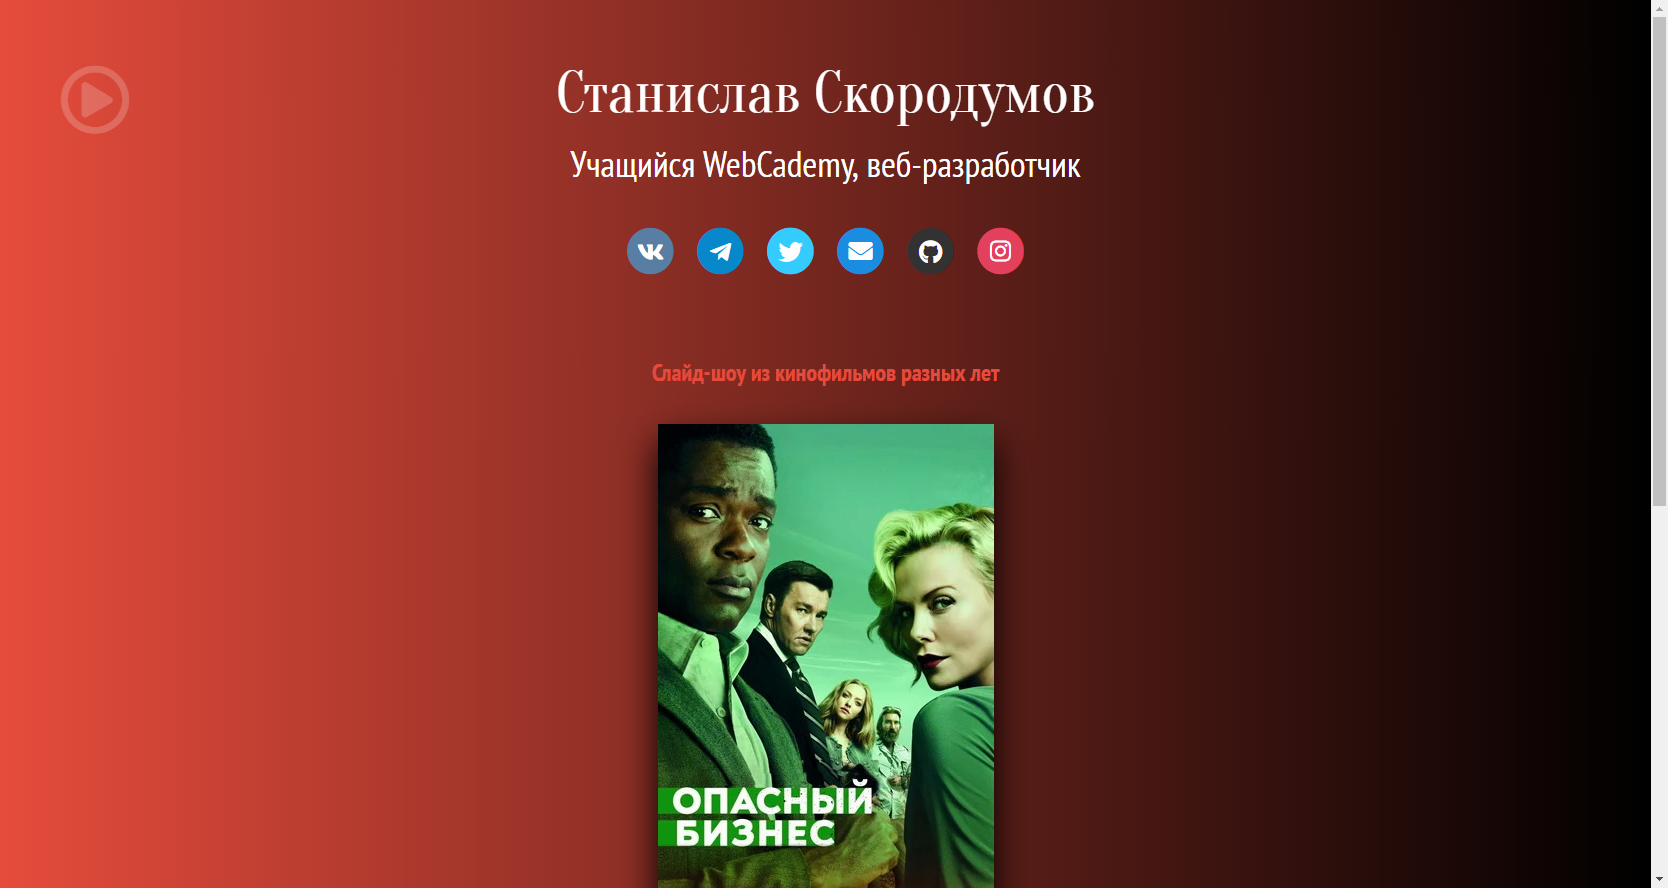 Станислав Скородумов
Учащийся WebCademy, веб-разработчик
Слайд-шоу из кинофильмов разных лет
ОПАСНЫЙ
БИЗНЕС